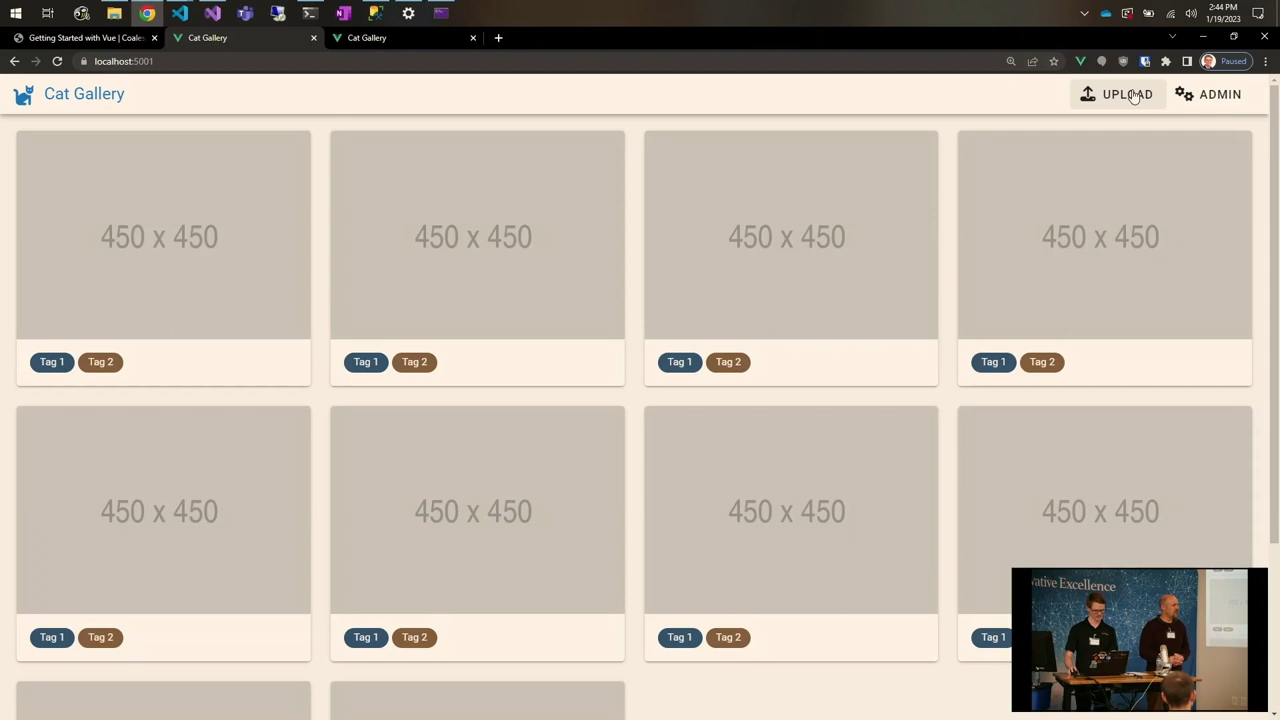 2:44 PM
1/19/2023
Getting Started with Vue | Coales
Cat Gallery
Cat Gallery
localhost:5001
Paused
Cat Gallery
UPLOAD
ADMIN
450 x 450
450 x 450
450 x 450
450 x 450
Tag 1 Tag 2
Tag 1 Tag 2
Tag 1 Tag 2
Tag 1 Tag 2
450 x 450
450 x 450
450 x 450
450 x 450
Tag 1 Tag 2
Tag 1 Tag 2
Tag 1 Tag 2
Tag 1
vative Excellence